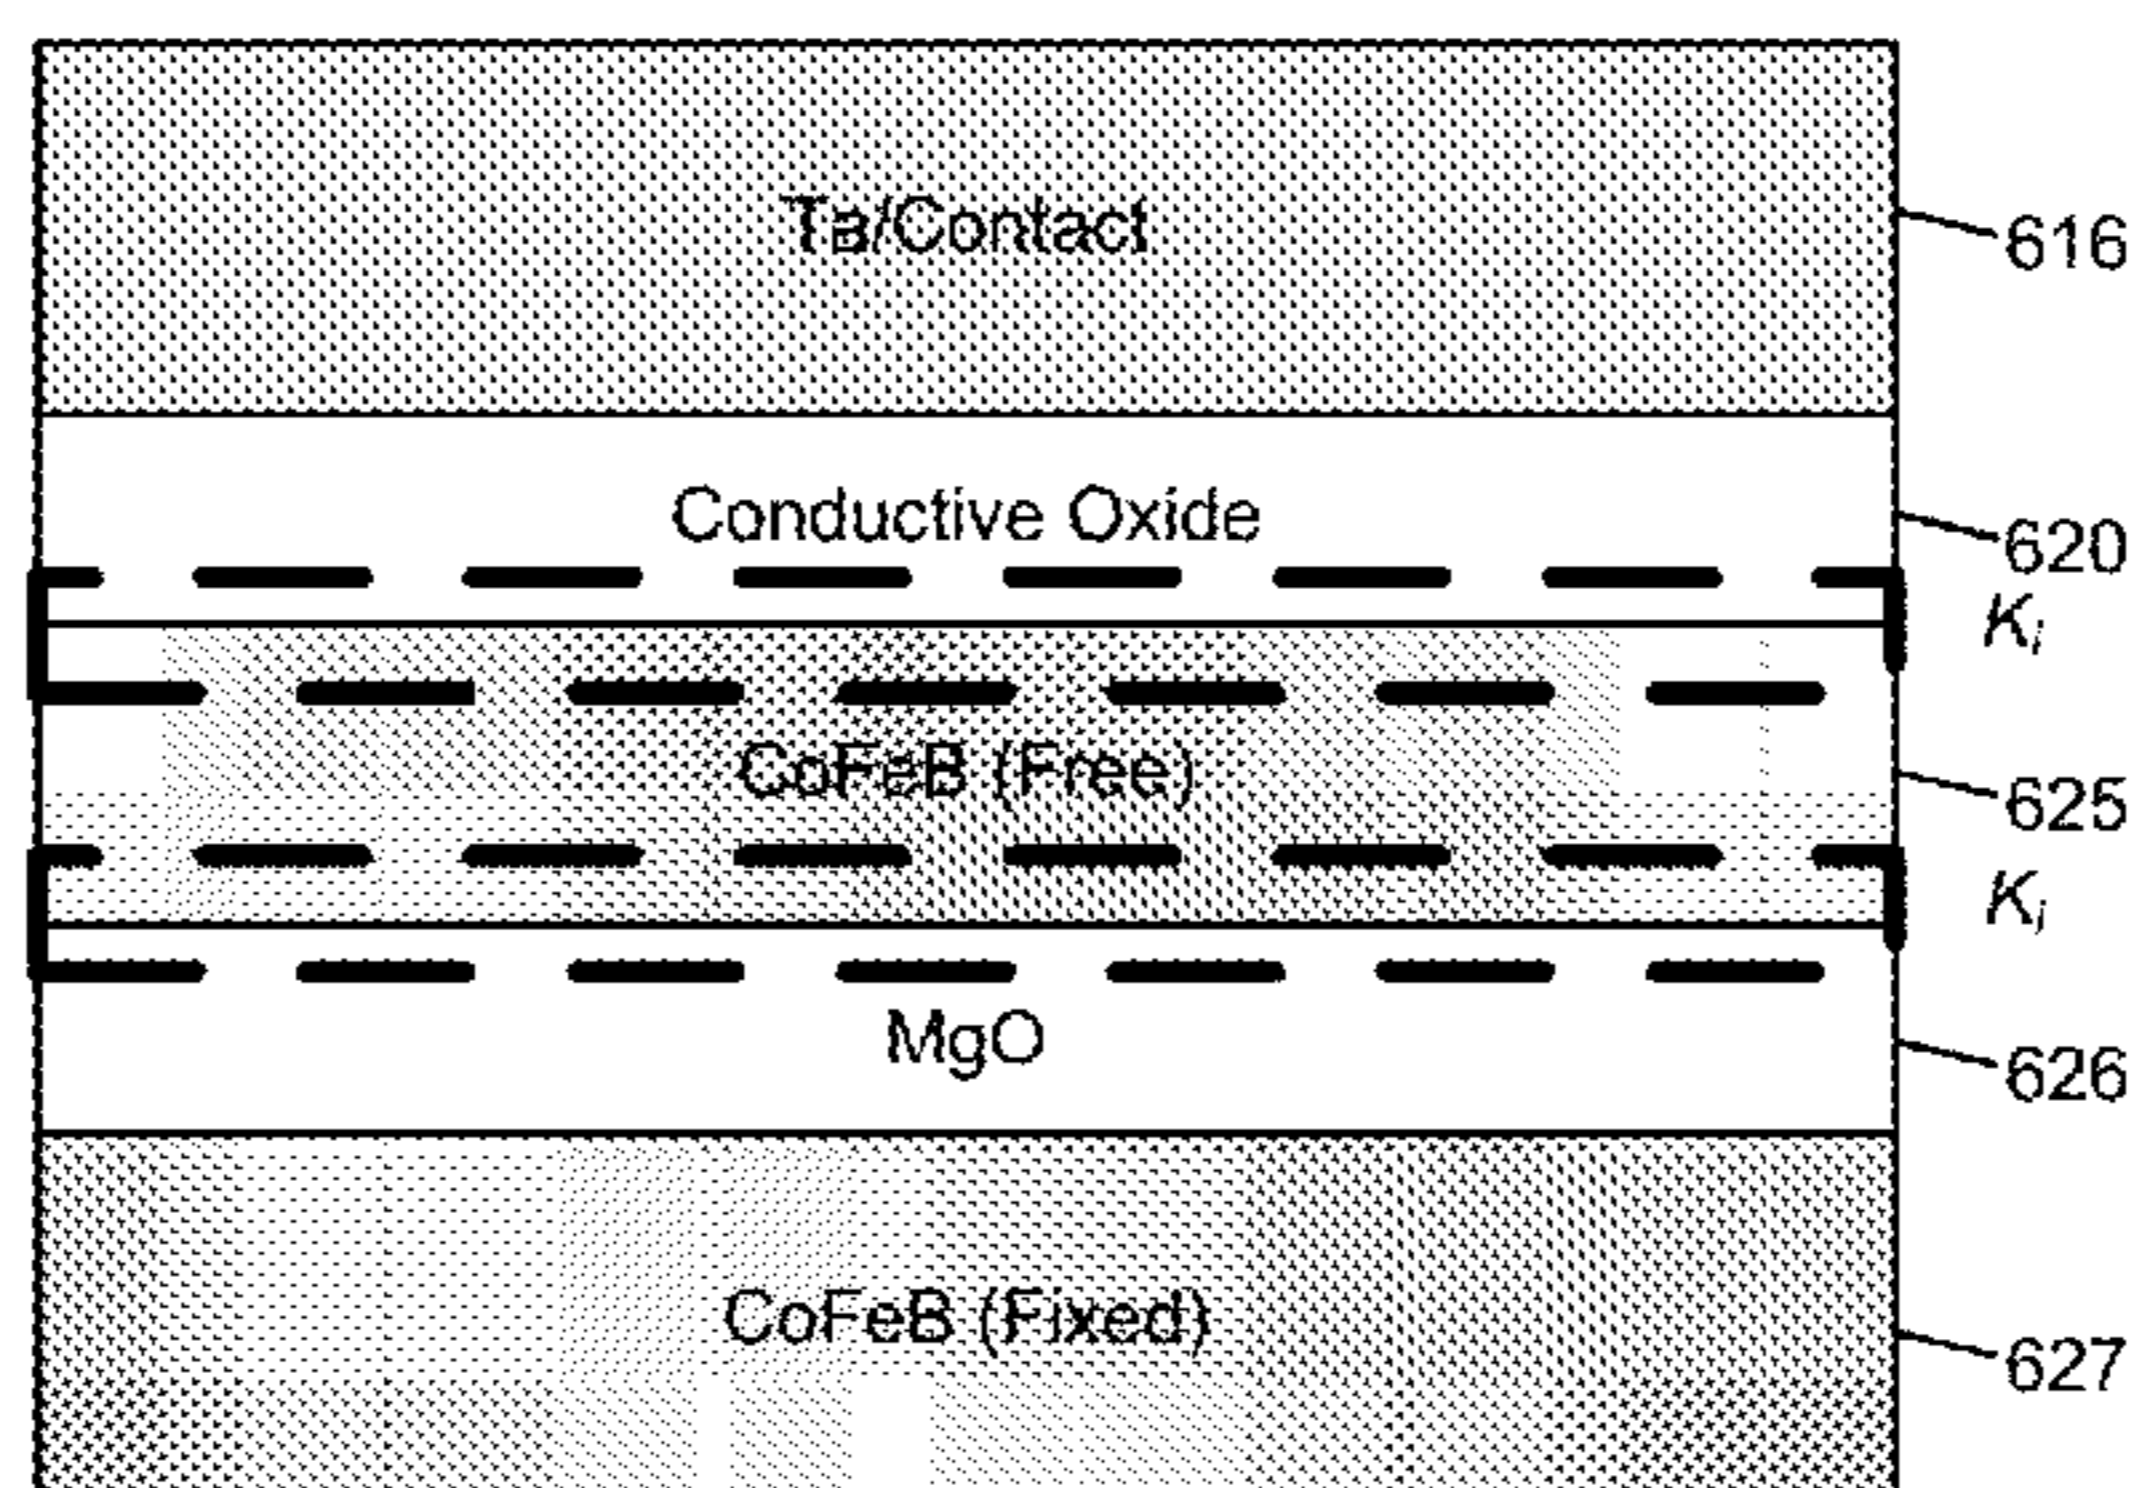 Ta/Contact
616
Conductive Oxide
620
Ki
CoFeB (Free)
625
Ki
MgO
626
CoFeB (Fixed)
627